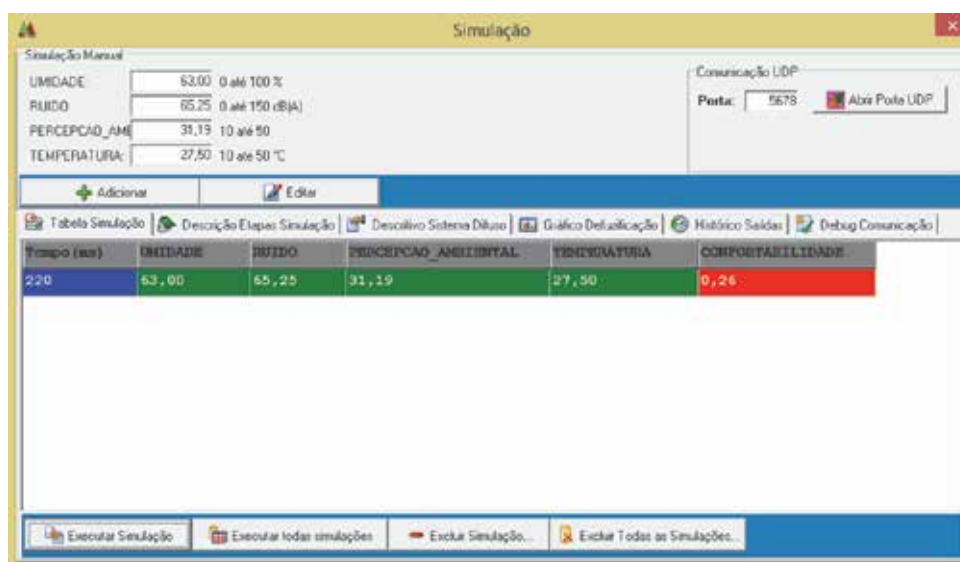 Simulação
Simulação Manual
UMIDADE: 63,00 0 até 100 %
RUIDO 65,25 0 até 150 dB(A)
PERCEPCAO_AMB 31,19 10 até 50
TEMPERATURA: 27,50 10 até 50 °C
Comunicação UDP
Porta: 5678 Abrir Porta UDP
Adicionar Editar
Tabela Simulação Descrição Etapas Simulação Descritivo Sistema Difuso Gráfico Defuzificação Histórico Saídas Debug Comunicação
Tempo (ms) UMIDADE RUIDO PERCEPCAO_AMBIENTAL TEMPERATURA CONFORTABILIDADE
220 63,00 65,25 31,19 27,50 0,26
Executar Simulação Executar todas simulações Excluir Simulação... Excluir Todas as Simulações...